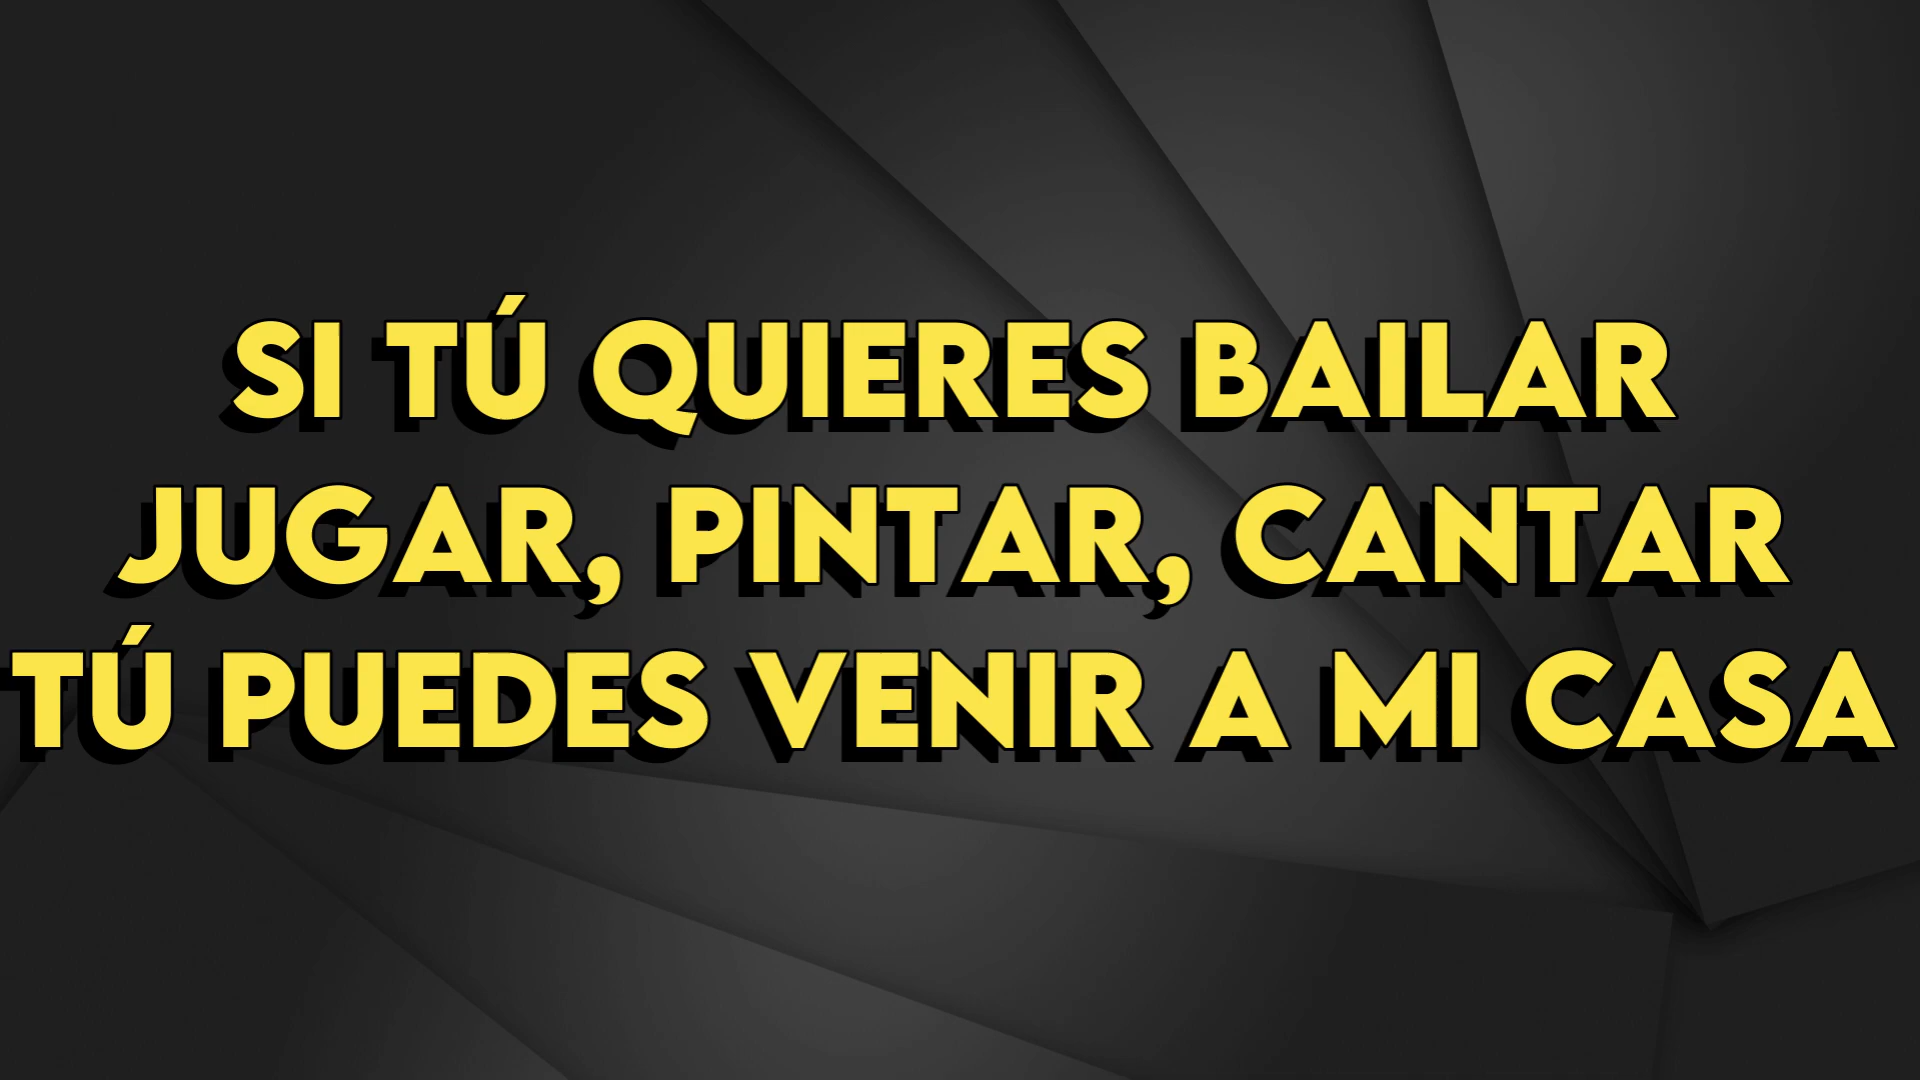 SI TÚ QUIERES BAILAR
JUGAR, PINTAR, CANTAR
TÚ PUEDES VENIR A MI CASA